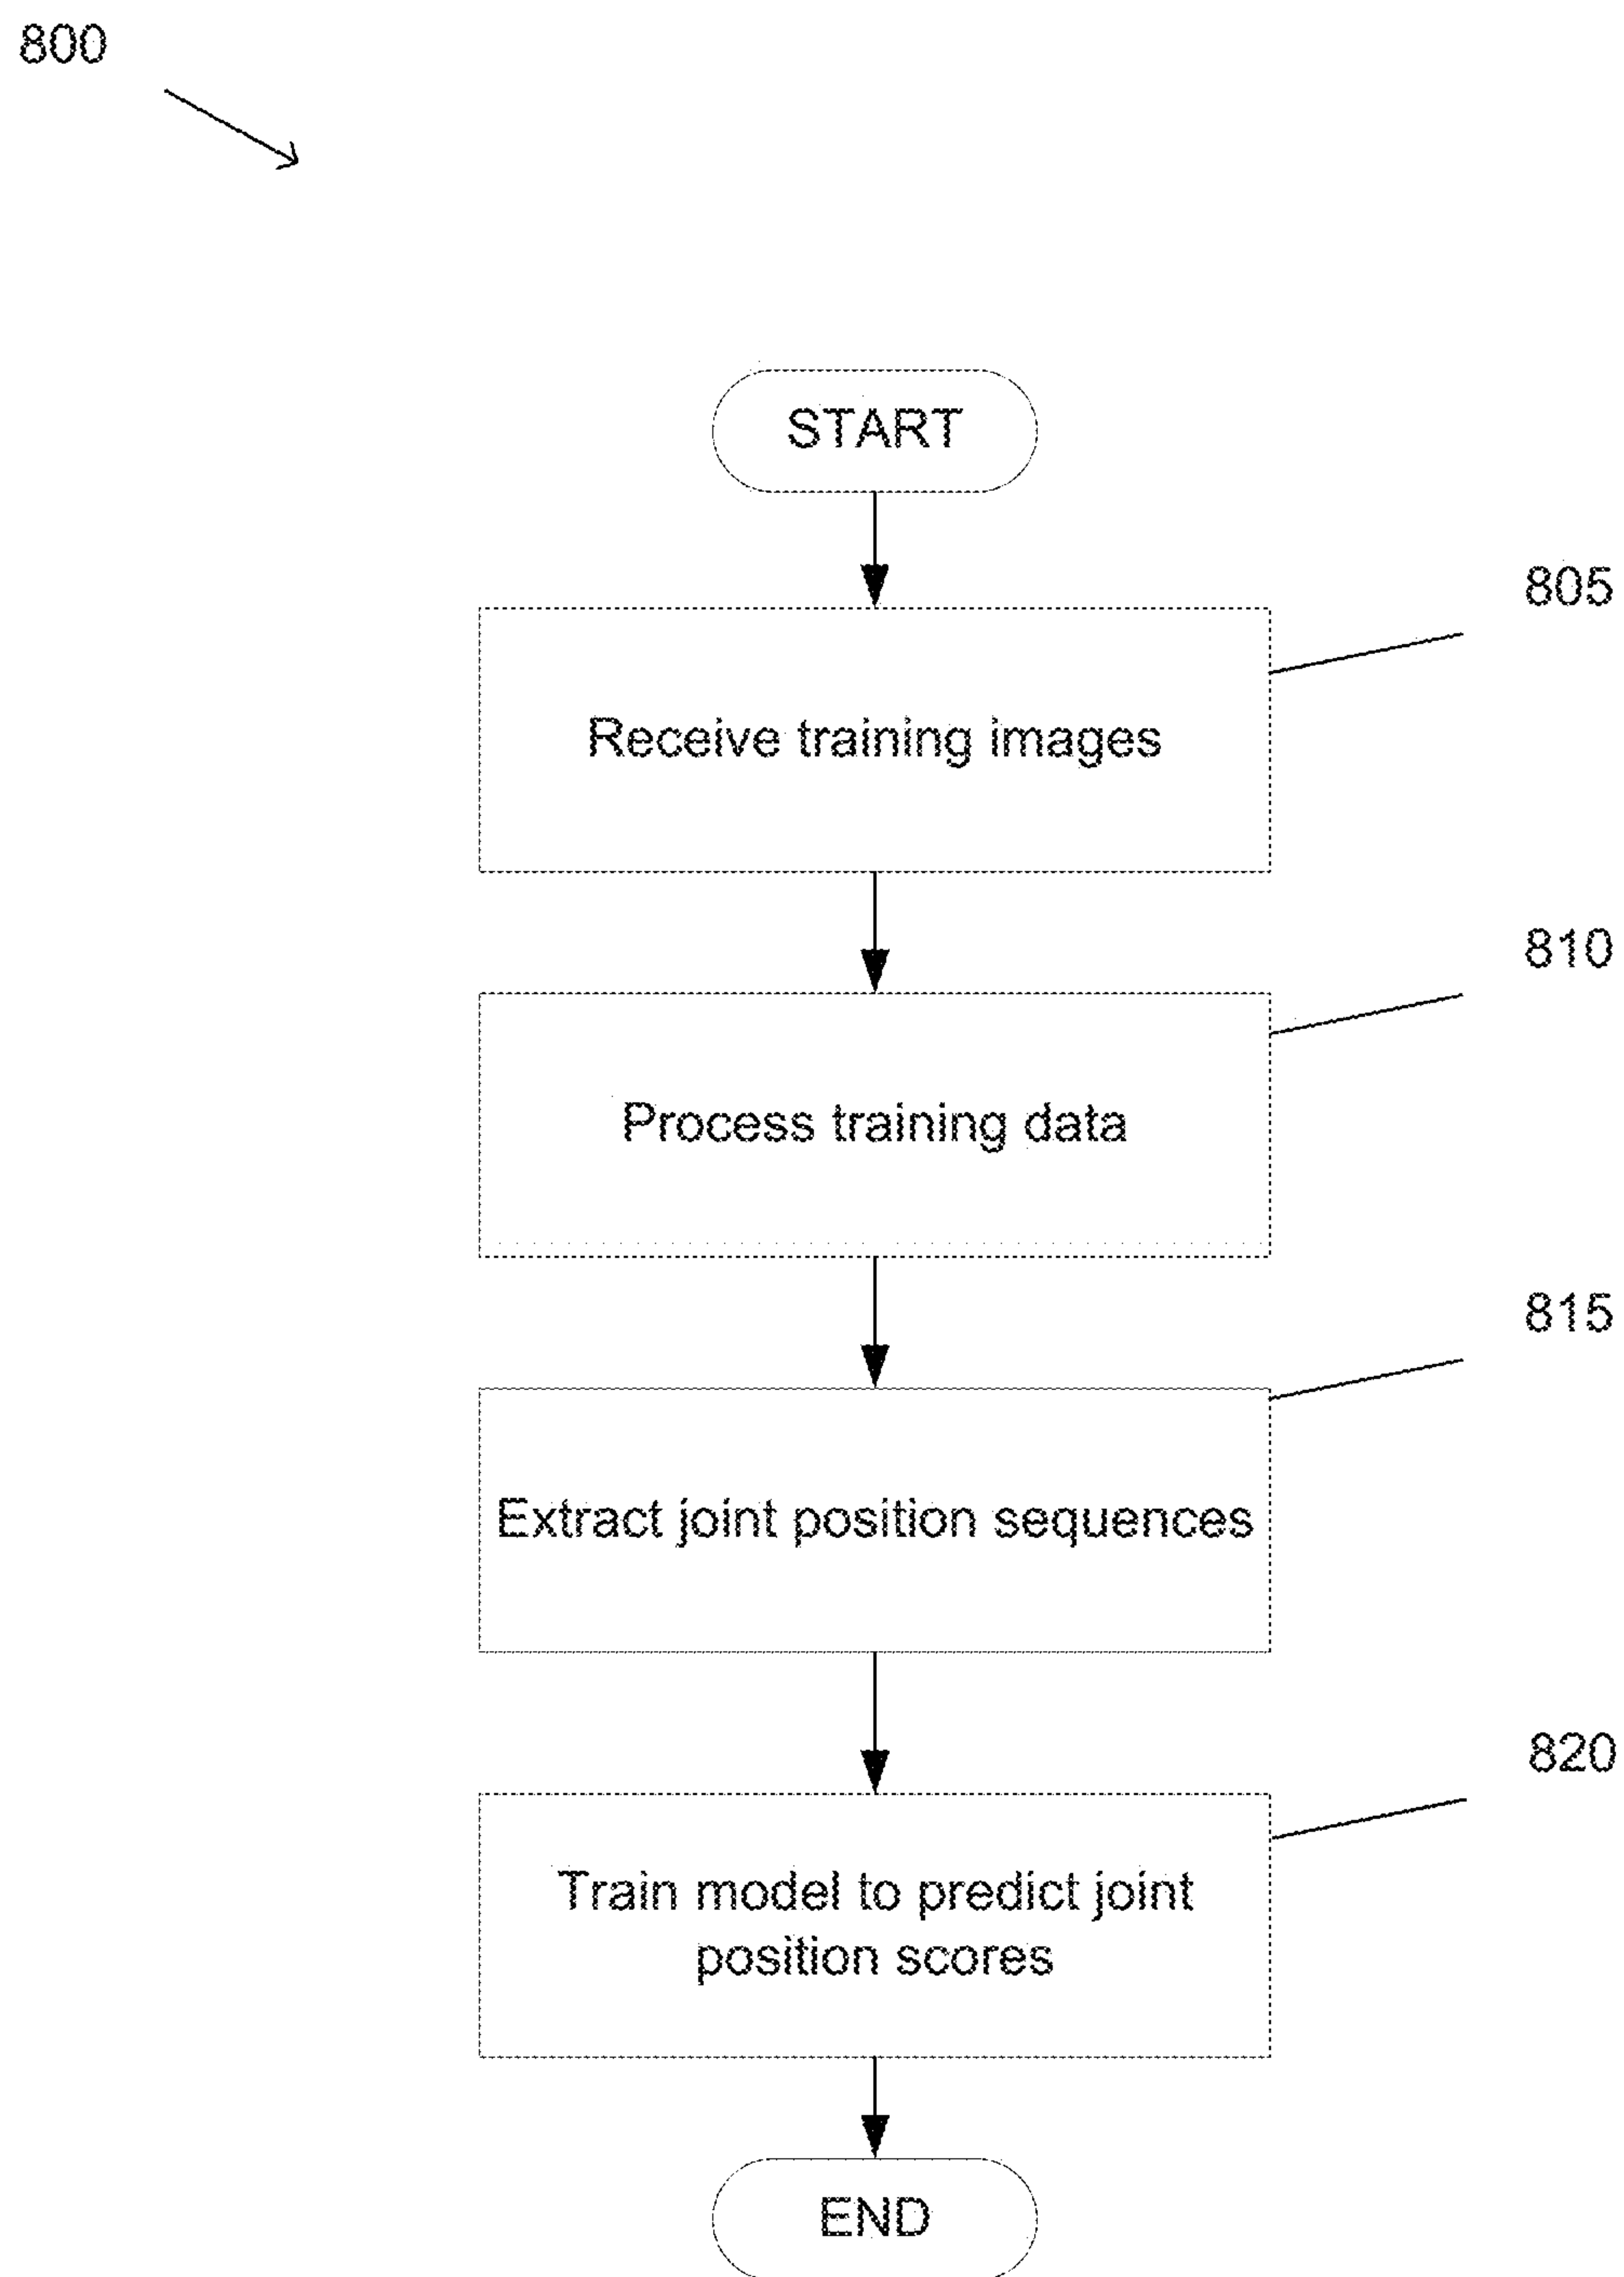 800
START
805
Receive training images
810
Process training data
815
Extract joint position sequences
820
Train model to predict joint
position scores
END